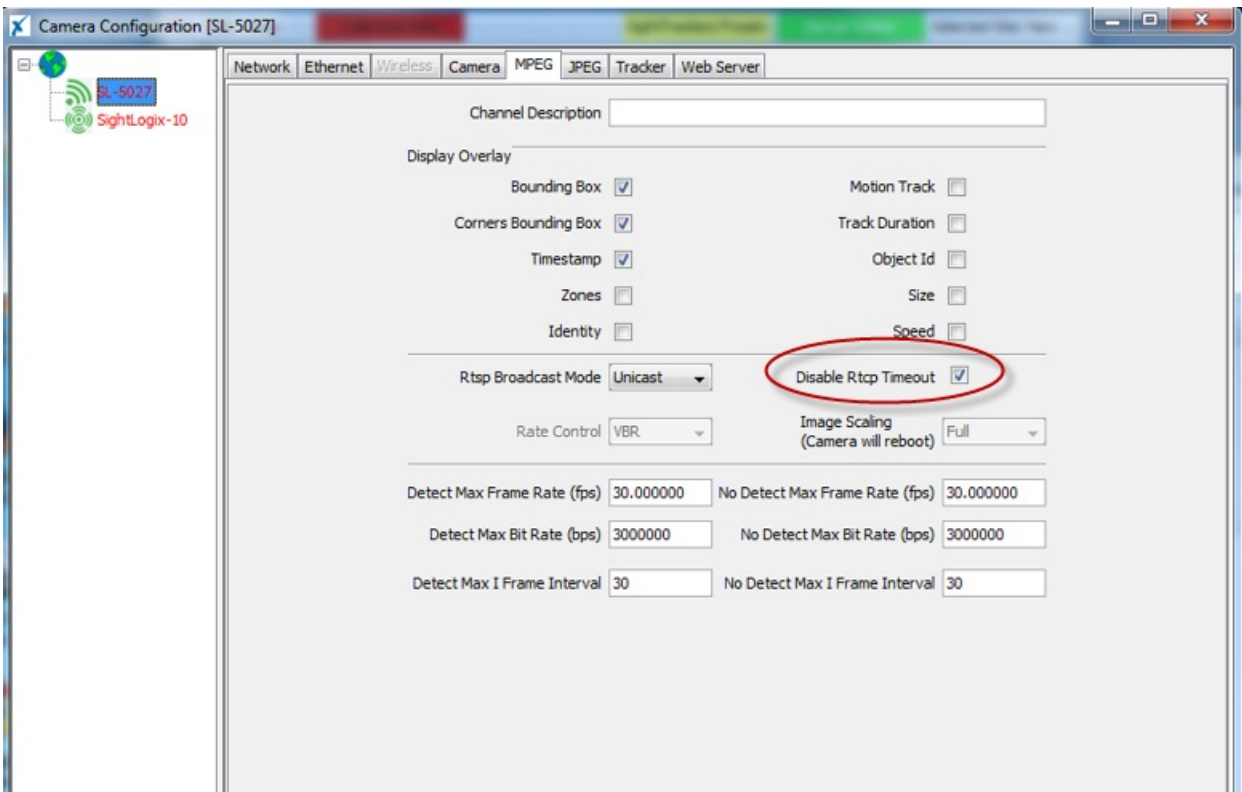 Camera Configuration [SL-5027]
SL-5027
SightLogix-10
Network Ethernet Wireless Camera MPEG JPEG Tracker Web Server
Channel Description
Display Overlay
Bounding Box Motion Track
Corners Bounding Box Track Duration
Timestamp Object Id
Zones Size
Identity Speed
Rtsp Broadcast Mode Unicast Disable Rtcp Timeout
Rate Control VBR Image Scaling
(Camera will reboot) Full
Detect Max Frame Rate (fps) 30.000000 No Detect Max Frame Rate (fps) 30.000000
Detect Max Bit Rate (bps) 3000000 No Detect Max Bit Rate (bps) 3000000
Detect Max I Frame Interval 30 No Detect Max I Frame Interval 30